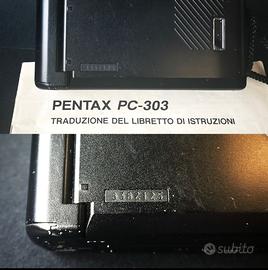 PENTAX PC-303
TRADUZIONE DEL LIBRETTO DI ISTRUZIONI
subito